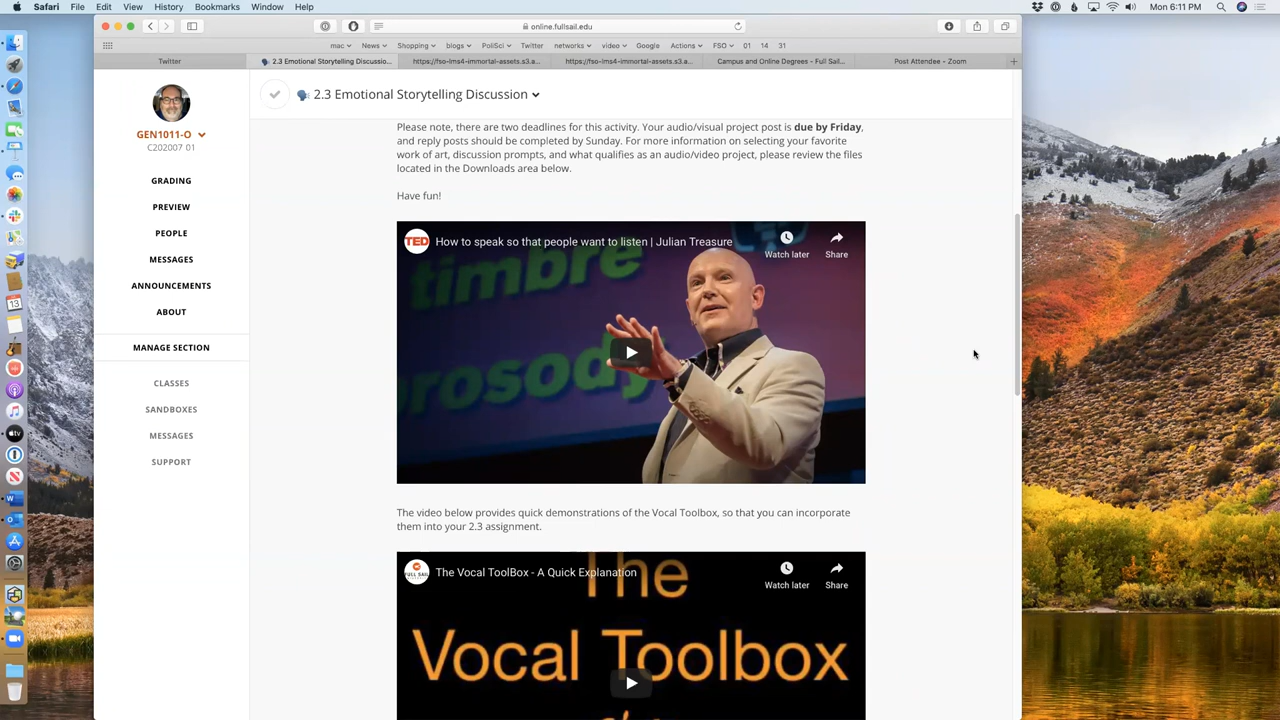 Safari File Edit View History Bookmarks Window Help
Mon 6:11 PM
online.fullsail.edu
mac News Shopping blogs PoliSci Twitter networks video Google Actions FSO 01 14 31
Twitter
2.3 Emotional Storytelling Discussio...
https://fso-lms4-immortal-assets.s3.a...
https://fso-lms4-immortal-assets.s3.a...
Campus and Online Degrees - Full Sail...
Post Attendee - Zoom
GEN1011-O
C202007 01
GRADING
PREVIEW
PEOPLE
MESSAGES
ANNOUNCEMENTS
ABOUT
MANAGE SECTION
CLASSES
SANDBOXES
MESSAGES
SUPPORT
2.3 Emotional Storytelling Discussion
Please note, there are two deadlines for this activity. Your audio/visual project post is due by Friday,
and reply posts should be completed by Sunday. For more information on selecting your favorite
work of art, discussion prompts, and what qualifies as an audio/video project, please review the files
located in the Downloads area below.
Have fun!
TED
How to speak so that people want to listen | Julian Treasure
Watch later
Share
timbre
prosody
The video below provides quick demonstrations of the Vocal Toolbox, so that you can incorporate
them into your 2.3 assignment.
FULL SAIL
The Vocal ToolBox - A Quick Explanation
Watch later
Share
The
Vocal Toolbox
13